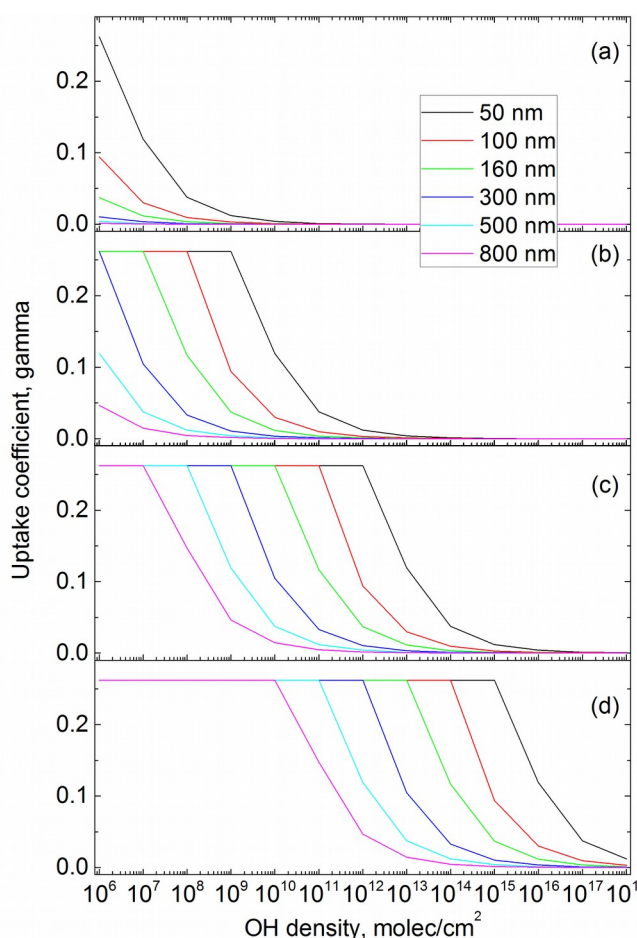 (a)
0.2
50 nm
100 nm
0.1
160 nm
300 nm
0.0
500 nm
800 nm
(b)
0.2
0.1
0.0
Uptake coefficient, gamma
(c)
0.2
0.1
0.0
(d)
0.2
0.1
0.0
10⁶ 10⁷ 10⁸ 10⁹ 10¹⁰ 10¹¹ 10¹² 10¹³ 10¹⁴ 10¹⁵ 10¹⁶ 10¹⁷ 10¹
OH density, molec/cm²